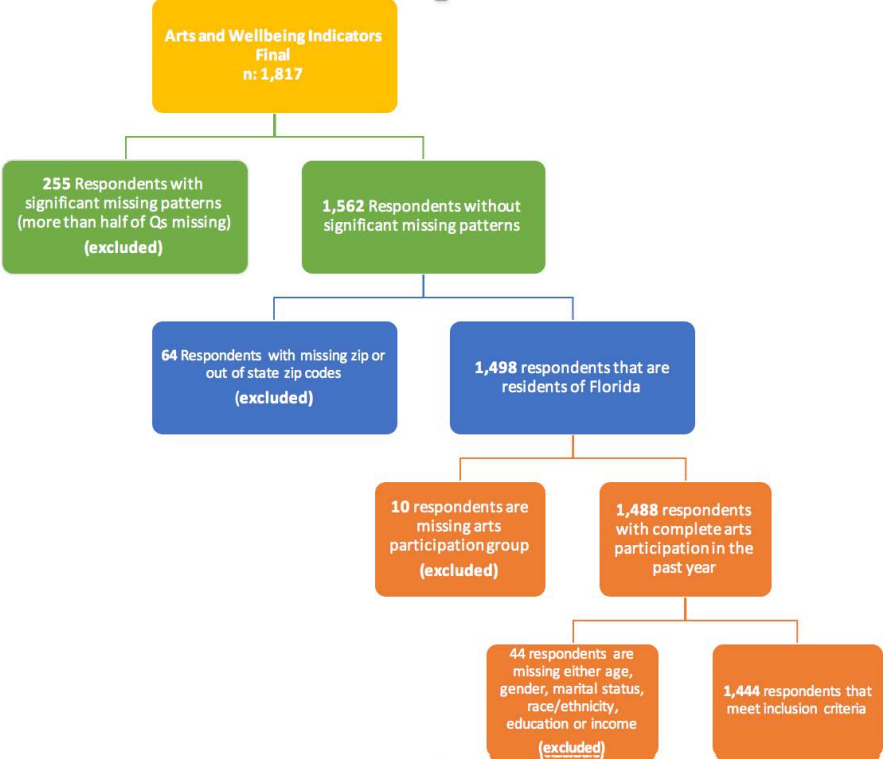 Arts and Wellbeing Indicators
Final
n: 1,817
255 Respondents with
significant missing patterns
(more than half of Qs missing)
(excluded)
1,562 Respondents without
significant missing patterns
64 Respondents with missing zip or
out of state zip codes
(excluded)
1,498 respondents that are
residents of Florida
10 respondents are
missing arts
participation group
(excluded)
1,488 respondents
with complete arts
participation in the
past year
44 respondents are
missing either age,
gender, marital status,
race/ethnicity,
education or income
(excluded)
1,444 respondents that
meet inclusion criteria